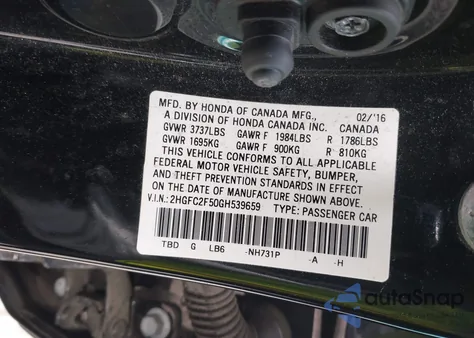 MFD. BY HONDA OF CANADA MFG., 02/'16
A DIVISION OF HONDA CANADA INC. CANADA
GVWR 3737LBS GAWR F 1984LBS R 1786LBS
GVWR 1695KG GAWR F 900KG R 810KG
THIS VEHICLE CONFORMS TO ALL APPLICABLE
FEDERAL MOTOR VEHICLE SAFETY, BUMPER,
AND THEFT PREVENTION STANDARDS IN EFFECT
ON THE DATE OF MANUFACTURE SHOWN ABOVE.
V.I.N.: 2HGFC2F50GH539659 TYPE: PASSENGER CAR
TBD G LB6 -NH731P -A -H
autoSnap